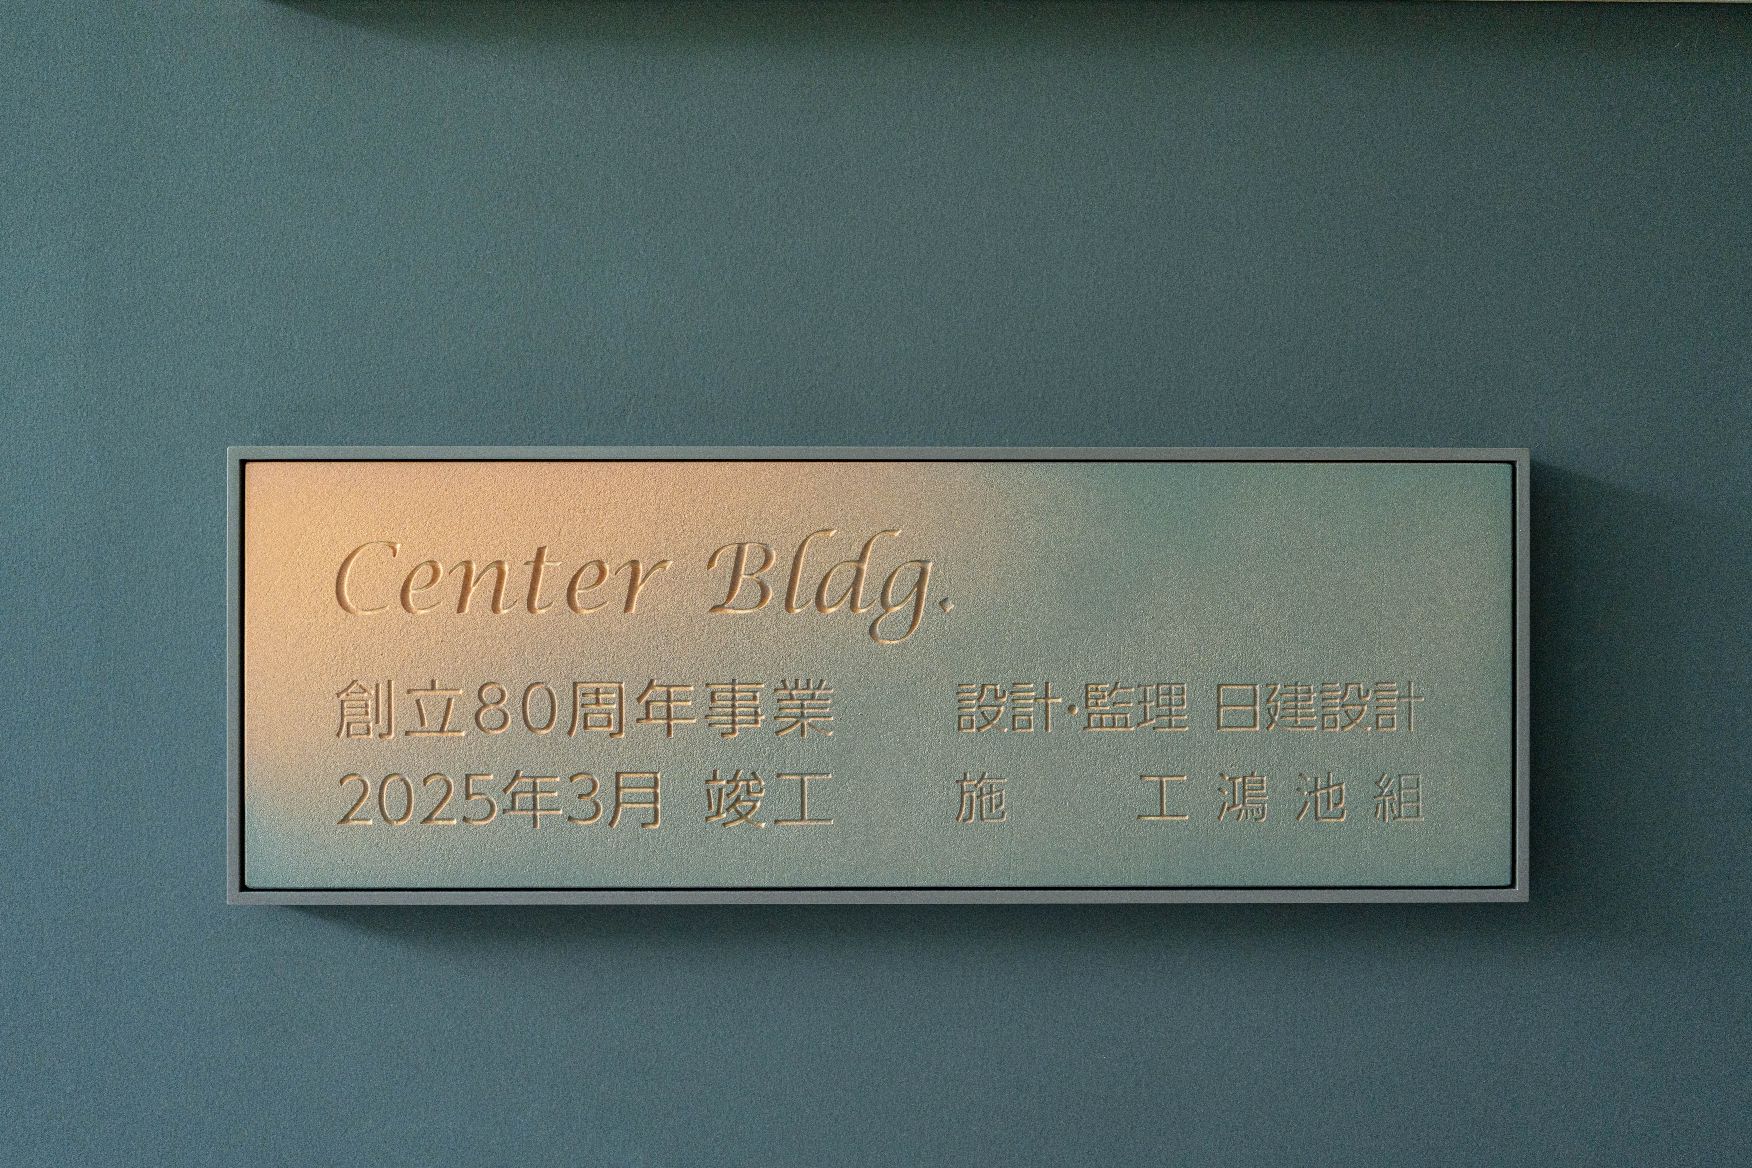 Center Bldg.
創立80周年事業
2025年3月 竣工
設計・監理 日建設計
施 工 鴻池組